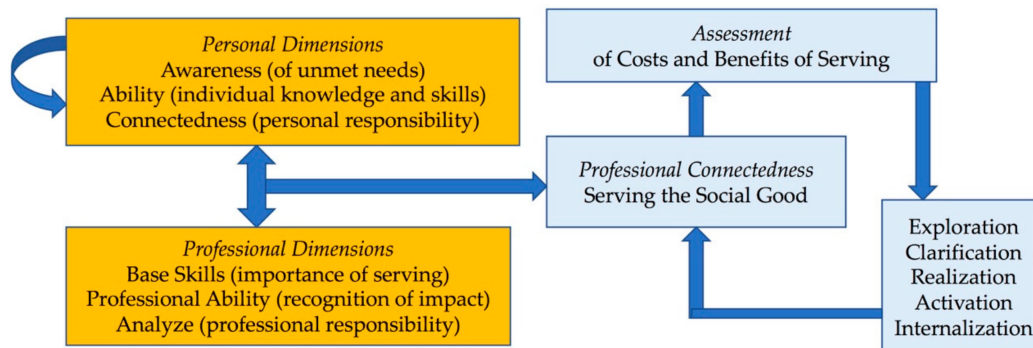 Personal Dimensions
Awareness (of unmet needs)
Ability (individual knowledge and skills)
Connectedness (personal responsibility)
Professional Dimensions
Base Skills (importance of serving)
Professional Ability (recognition of impact)
Analyze (professional responsibility)
Assessment
of Costs and Benefits of Serving
Professional Connectedness
Serving the Social Good
Exploration
Clarification
Realization
Activation
Internalization